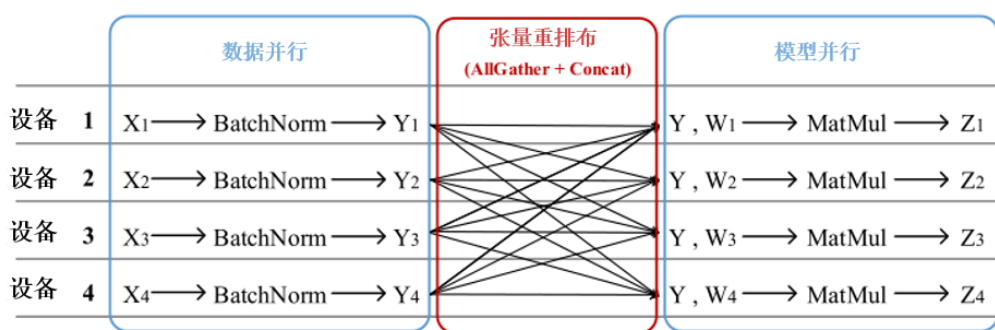 数据并行 张量重排布 模型并行
(AllGather + Concat)
设备 1 X1 BatchNorm Y1 Y , W1 MatMul Z1
设备 2 X2 BatchNorm Y2 Y , W2 MatMul Z2
设备 3 X3 BatchNorm Y3 Y , W3 MatMul Z3
设备 4 X4 BatchNorm Y4 Y , W4 MatMul Z4